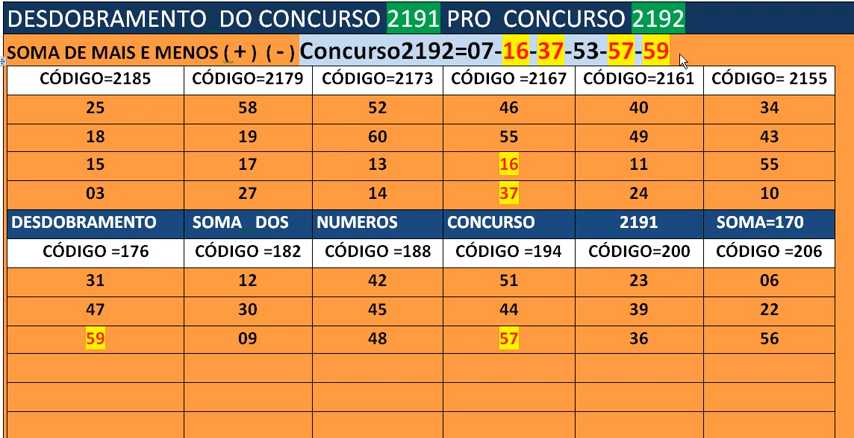 DESDOBRAMENTO DO CONCURSO 2191 PRO CONCURSO 2192
SOMA DE MAIS E MENOS ( + ) ( - ) Concurso2192=07-16-37-53-57-59
CÓDIGO=2185 CÓDIGO=2179 CÓDIGO=2173 CÓDIGO =2167 CÓDIGO=2161 CÓDIGO= 2155
25 58 52 46 40 34
18 19 60 55 49 43
15 17 13 16 11 55
03 27 14 37 24 10
DESDOBRAMENTO SOMA DOS NUMEROS CONCURSO 2191 SOMA=170
CÓDIGO =176 CÓDIGO =182 CÓDIGO =188 CÓDIGO =194 CÓDIGO=200 CÓDIGO =206
31 12 42 51 23 06
47 30 45 44 39 22
59 09 48 57 36 56